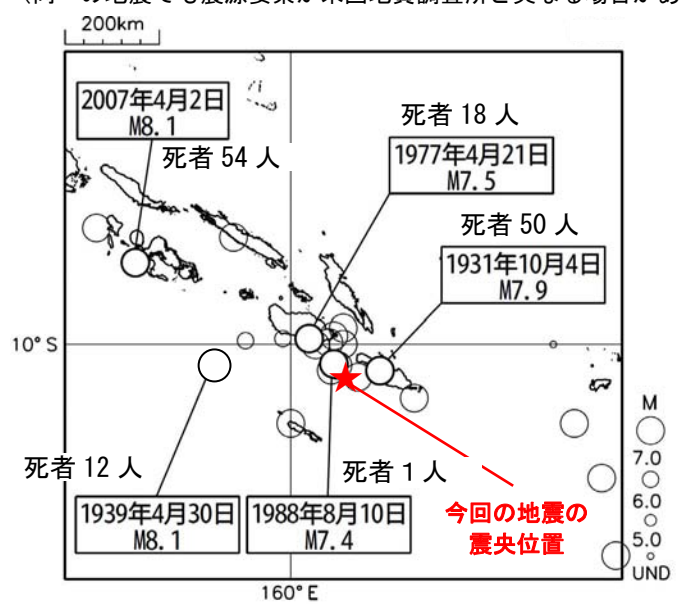 200km
2007年4月2日
M8.1
死者 54 人
死者 18 人
1977年4月21日
M7.5
死者 50 人
1931年10月4日
M7.9
10°S
死者 12 人
1939年4月30日
M8.1
死者 1 人
1988年8月10日
M7.4
今回の地震の
震央位置
M
7.0
6.0
5.0
UND
160°E